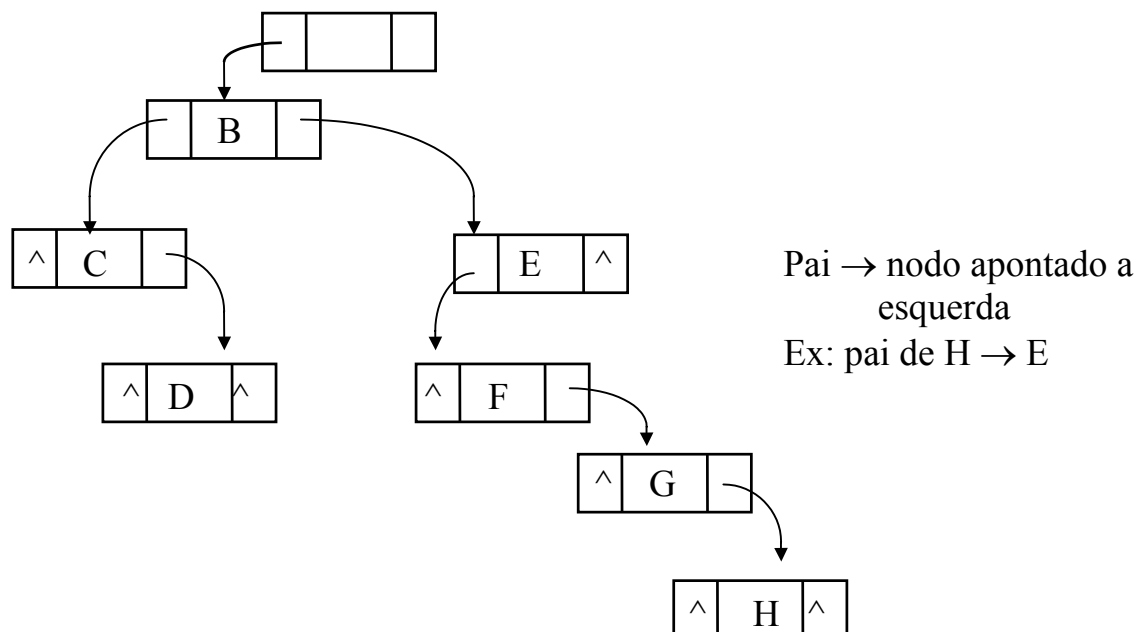 B
^ C
E ^
Pai → nodo apontado a
esquerda
Ex: pai de H → E
^ D ^
^ F
^ G
^ H ^